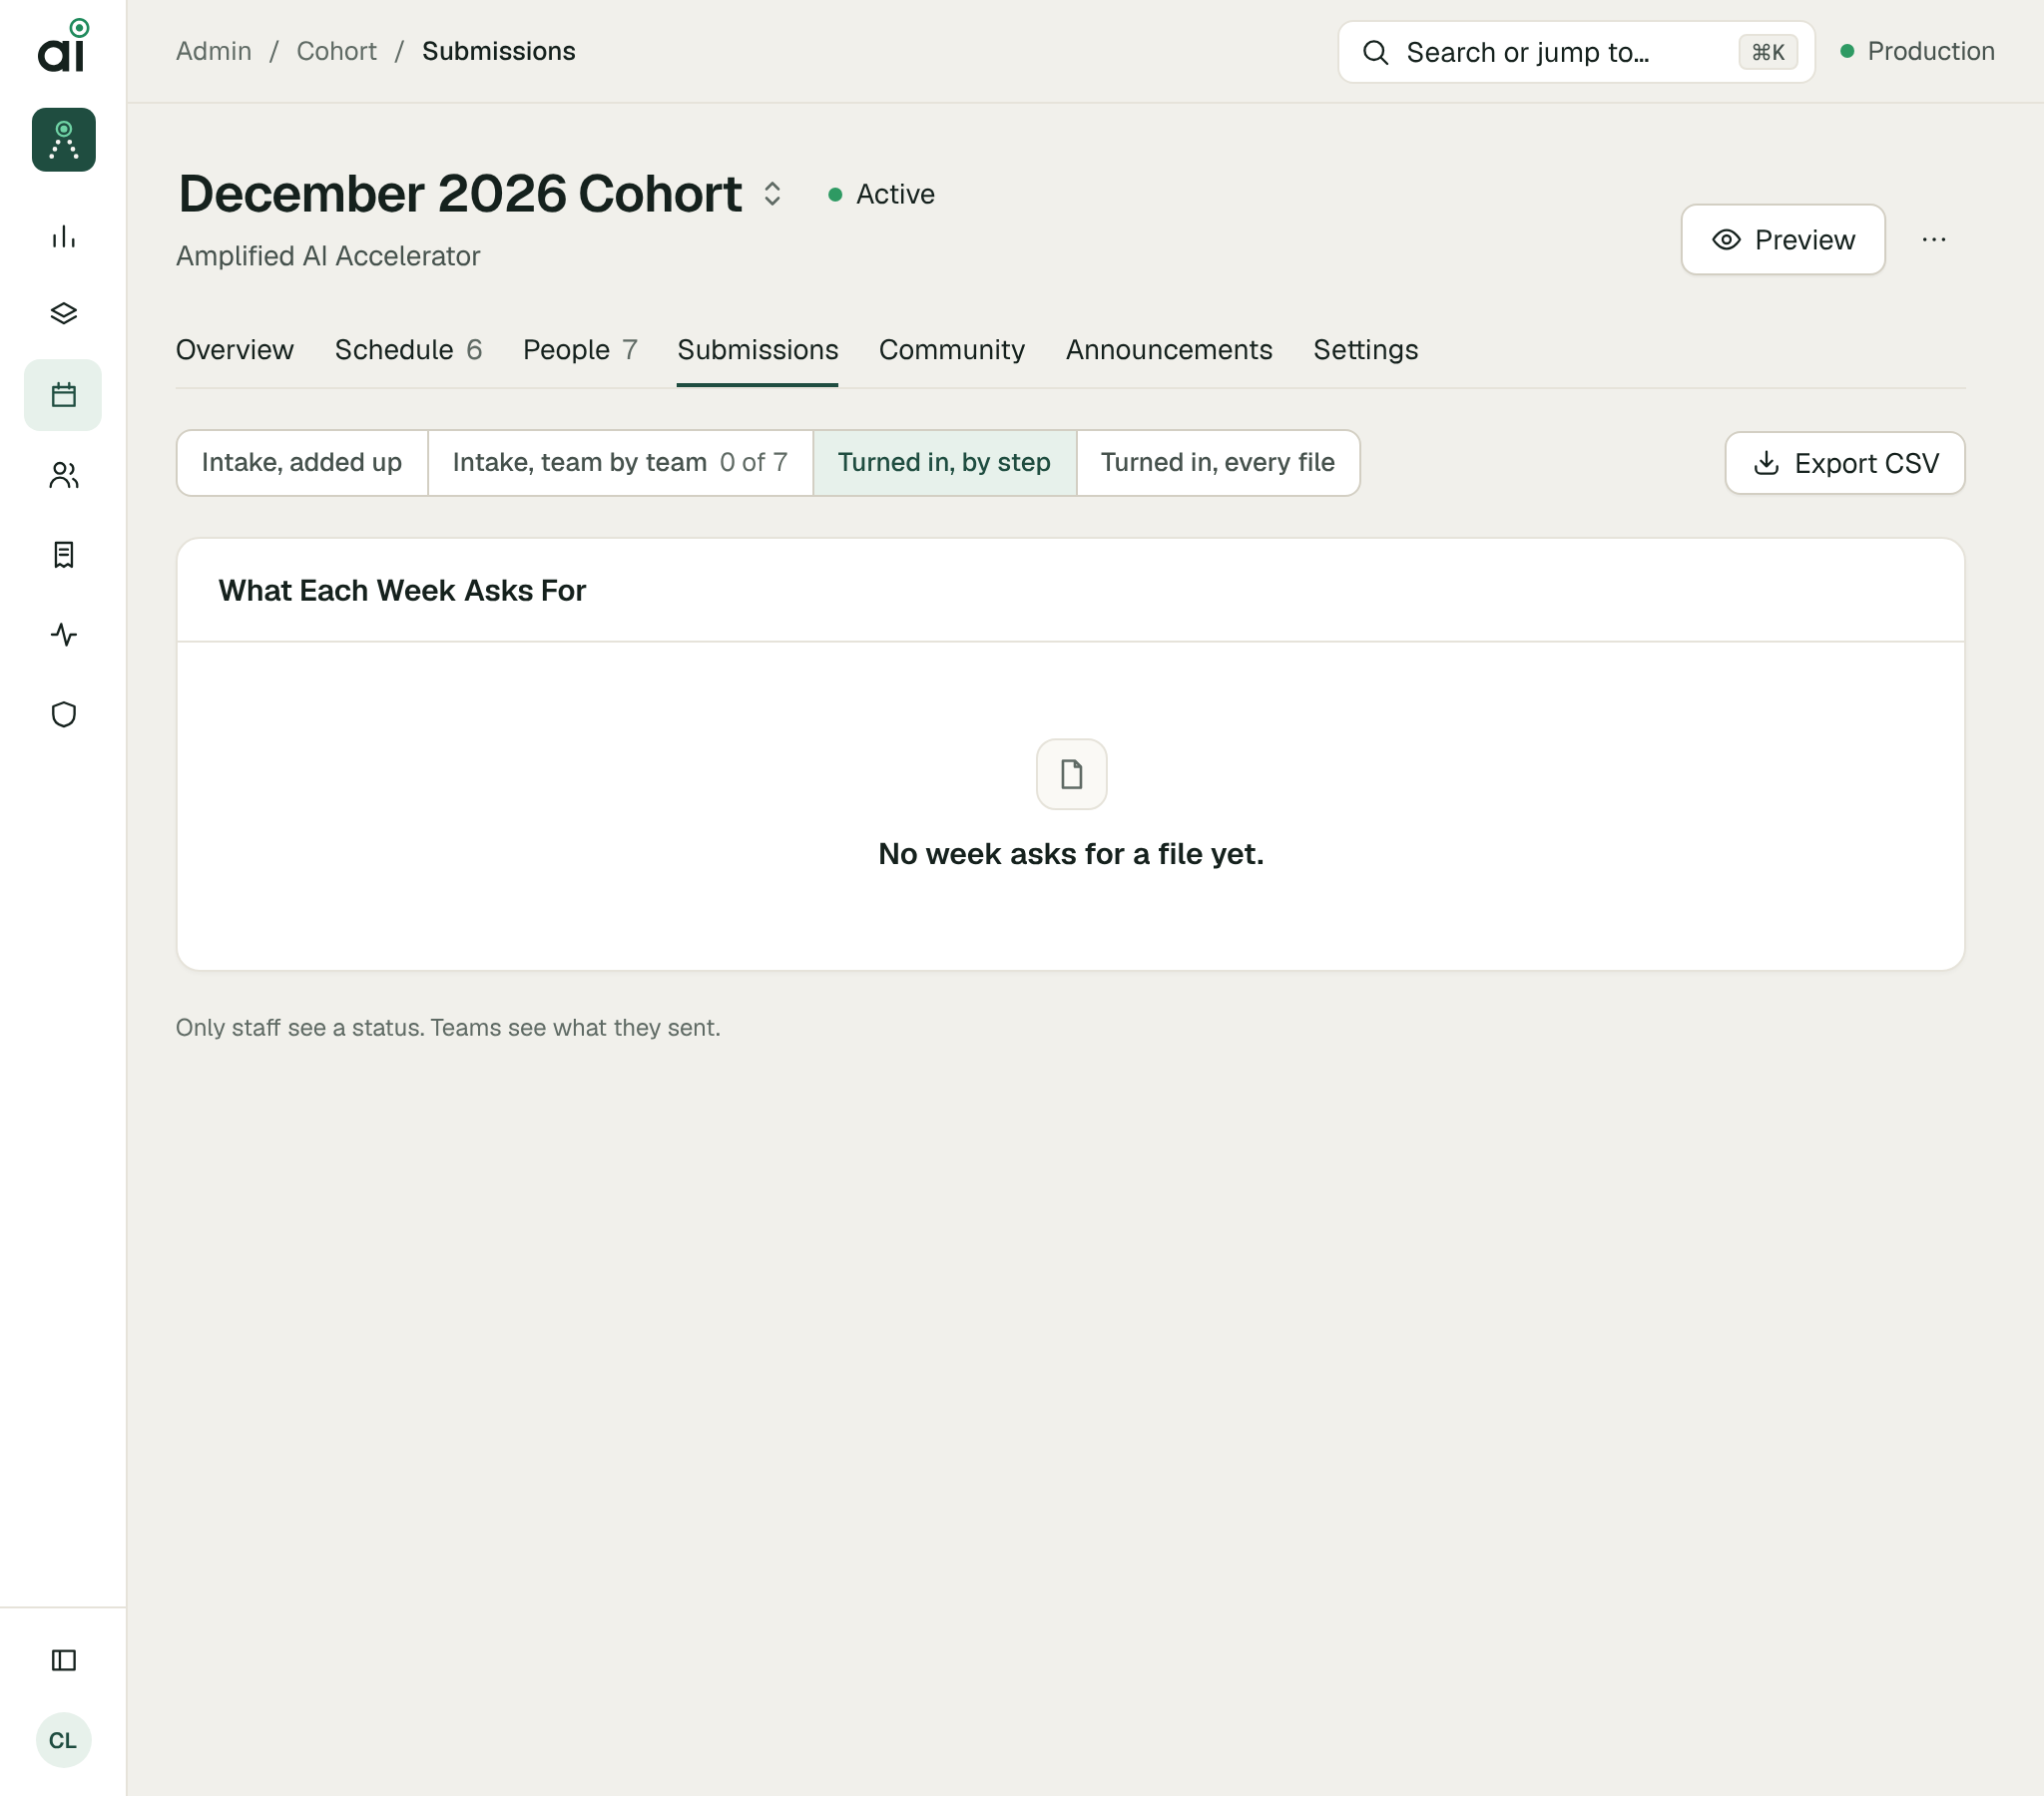 ai
Admin / Cohort / Submissions
Search or jump to...
⌘K
Production
December 2026 Cohort
Active
Amplified AI Accelerator
Preview
Overview
Schedule 6
People 7
Submissions
Community
Announcements
Settings
Intake, added up
Intake, team by team 0 of 7
Turned in, by step
Turned in, every file
Export CSV
What Each Week Asks For
No week asks for a file yet.
Only staff see a status. Teams see what they sent.
CL